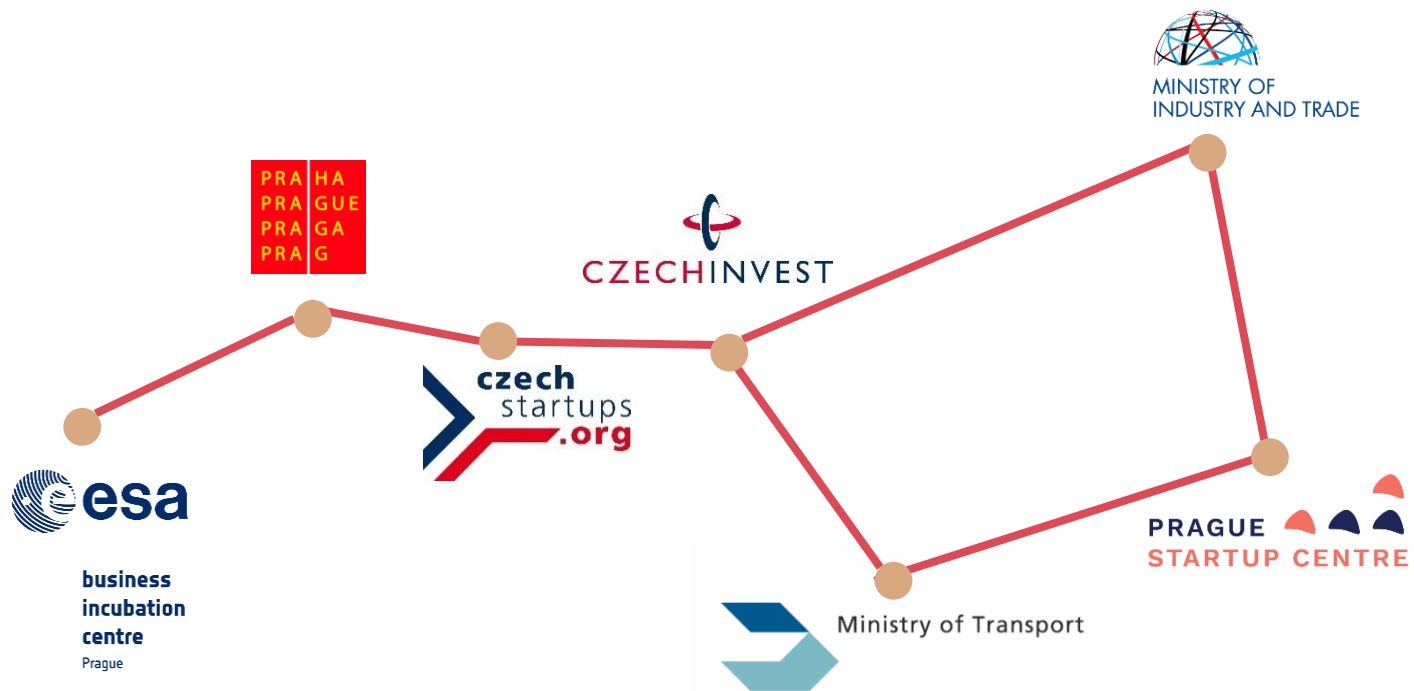 MINISTRY OF
INDUSTRY AND TRADE
PRA HA
PRA GUE
PRA GA
PRA G
CZECHINVEST
czech
startups
.org
esa
business
incubation
centre
Prague
PRAGUE
STARTUP CENTRE
Ministry of Transport